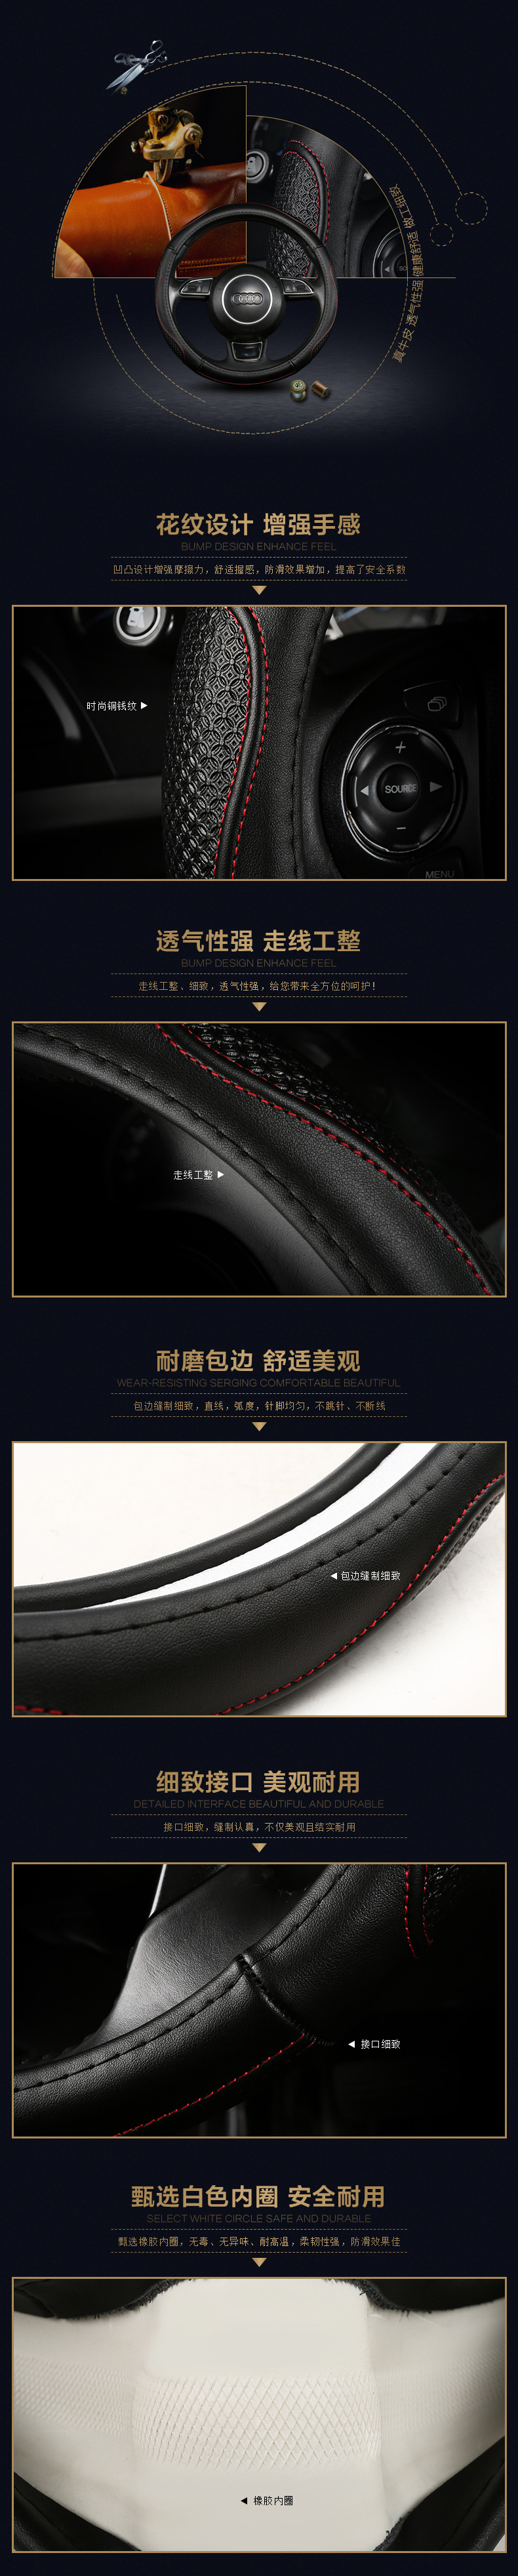 真牛皮 透气性强 健康舒适 做工细致
花纹设计 增强手感
BUMP DESIGN ENHANCE FEEL
凹凸设计增强摩擦力，舒适握感，防滑效果增加，提高了安全系数
时尚铜钱纹
SOURCE
MENU
透气性强 走线工整
BUMP DESIGN ENHANCE FEEL
走线工整、细致，透气性强，给您带来全方位的呵护！
走线工整
耐磨包边 舒适美观
WEAR-RESISTING SERGING COMFORTABLE BEAUTIFUL
包边缝制细致，直线，弧度，针脚均匀，不跳针、不断线
包边缝制细致
细致接口 美观耐用
DETAILED INTERFACE BEAUTIFUL AND DURABLE
接口细致，缝制认真，不仅美观且结实耐用
接口细致
甄选白色内圈 安全耐用
SELECT WHITE CIRCLE SAFE AND DURABLE
甄选橡胶内圈，无毒、无异味、耐高温，柔韧性强，防滑效果佳
橡胶内圈